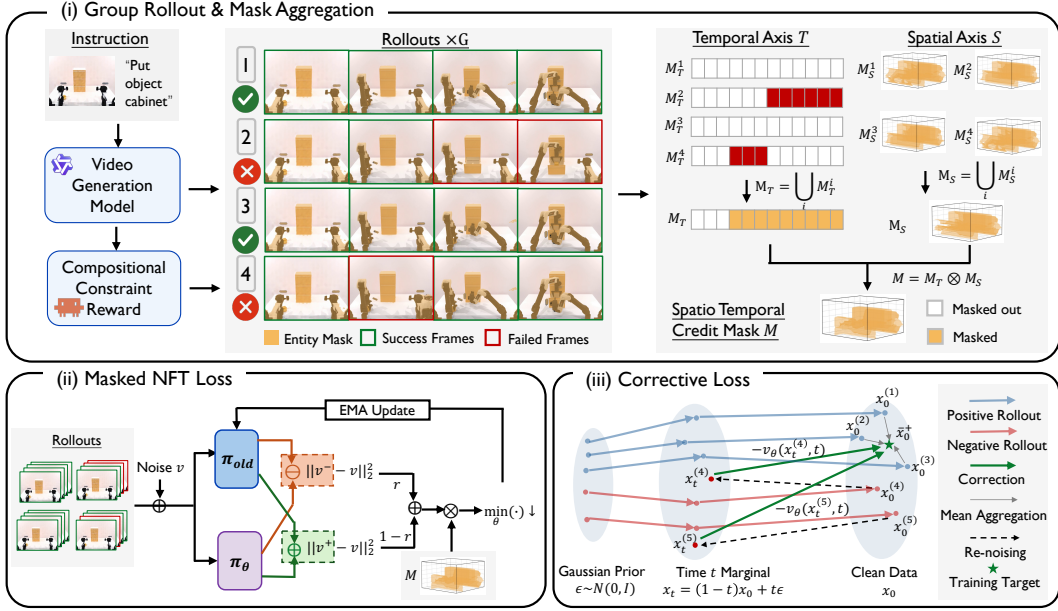 (i) Group Rollout & Mask Aggregation
Instruction
"Put
object
cabinet"
Video
Generation
Model
Compositional
Constraint
Reward
Rollouts ×G
1
2
3
4
Entity Mask
Success Frames
Failed Frames
Temporal Axis T
M_T^1
M_T^2
M_T^3
M_T^4
M_T = ⋃_i M_T^i
M_T
Spatial Axis S
M_S^1
M_S^2
M_S^3
M_S^4
M_S = ⋃_i M_S^i
M_S
M = M_T ⊗ M_S
Spatio Temporal
Credit Mask M
Masked out
Masked
(ii) Masked NFT Loss
EMA Update
Rollouts
Noise v
π_old
π_θ
||v⁻ − v||₂²
r
||v⁺ − v||₂²
1 − r
min_θ(·) ↓
M
(iii) Corrective Loss
x_0^(1)
x_0^(2)
x̄_0^+
x_0^(3)
−v_θ(x_t^(4), t)
x_t^(4)
x_0^(4)
−v_θ(x_t^(5), t)
x_0^(5)
x_t^(5)
Gaussian Prior
ϵ~N(0, I)
Time t Marginal
x_t = (1 − t)x_0 + tϵ
Clean Data
x_0
Positive Rollout
Negative Rollout
Correction
Mean Aggregation
Re-noising
Training Target